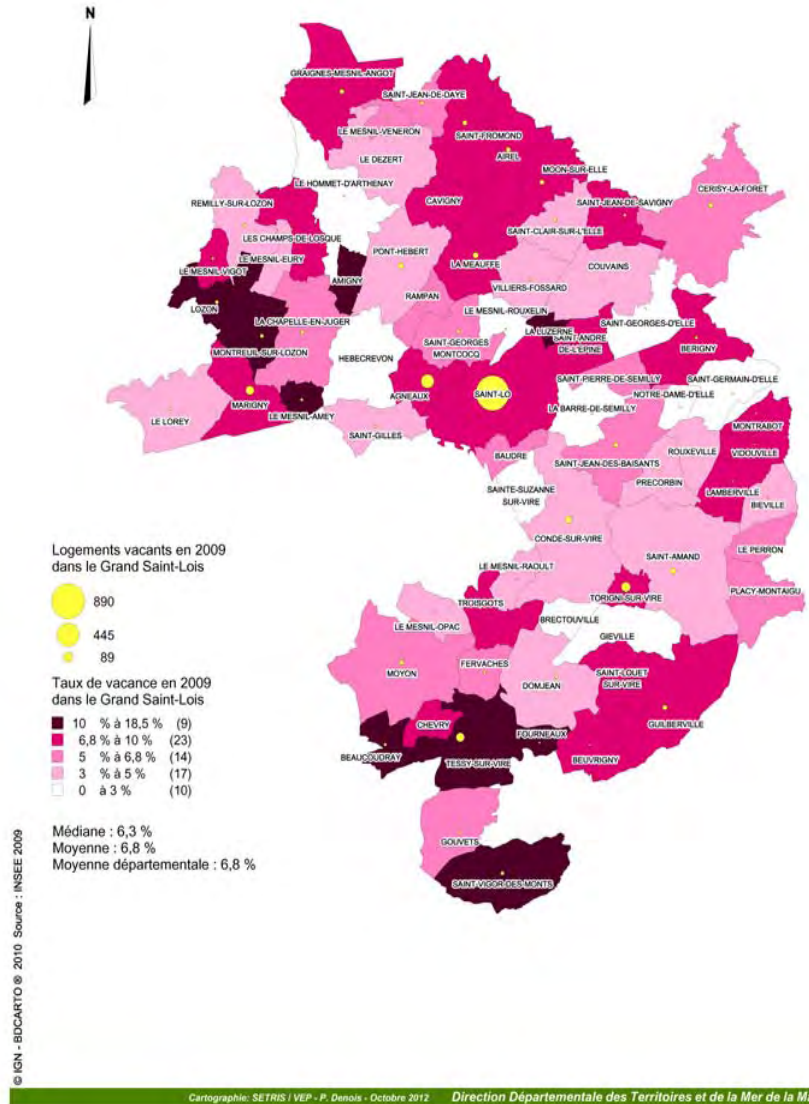 N
GRAIGNES-MESNIL-ANGOT
SAINT-JEAN-DE-DAYE
LE MESNIL-VENERON
SAINT-FROMOND
LE DEZERT
AIREL
MOON-SUR-ELLE
LE HOMMET-D'ARTHENAY
CERISY-LA-FORET
REMILLY-SUR-LOZON
CAVIGNY
SAINT-JEAN-DE-SAVIGNY
SAINT-CLAIR-SUR-L'ELLE
LES CHAMPS-DE-LOSQUE
PONT-HEBERT
LE MESNIL-EURY
LA MEAUFFE
COUVAINS
LE MESNIL-VIGOT
AMIGNY
VILLIERS-FOSSARD
RAMPAN
LOZON
LE MESNIL-ROUXELIN
LA CHAPELLE-EN-JUGER
LA LUZERNE
SAINT-GEORGES-D'ELLE
SAINT-GEORGES
MONTCOCQ
SAINT-ANDRE
DE-L'EPINE
BERIGNY
MONTREUIL-SUR-LOZON
HEBECREVON
SAINT-PIERRE-DE-SEMILLY
SAINT-GERMAIN-D'ELLE
AGNEAUX
SAINT-LO
NOTRE-DAME-D'ELLE
MARIGNY
LA BARRE-DE-SEMILLY
LE MESNIL-AMEY
MONTRABOT
LE LOREY
SAINT-GILLES
VIDOUVILLE
BAUDRE
SAINT-JEAN-DES-BAISANTS
ROUXEVILLE
PRECORBIN
LAMBERVILLE
SAINTE-SUZANNE
SUR-VIRE
BIEVILLE
CONDE-SUR-VIRE
LE PERRON
SAINT-AMAND
LE MESNIL-RAOULT
PLACY-MONTAIGU
TORIGNI-SUR-VIRE
TROISGOTS
BRECTOUVILLE
LE MESNIL-OPAC
GIEVILLE
FERVACHES
MOYON
SAINT-LOUET
SUR-VIRE
DOMJEAN
GUILBERVILLE
CHEVRY
FOURNEAUX
BEAUCOUDRAY
TESSY-SUR-VIRE
BEUVRIGNY
GOUVETS
SAINT-VIGOR-DES-MONTS
Logements vacants en 2009
dans le Grand Saint-Lois
890
445
89
Taux de vacance en 2009
dans le Grand Saint-Lois
10 % à 18,5 % (9)
6,8 % à 10 % (23)
5 % à 6,8 % (14)
3 % à 5 % (17)
0 à 3 % (10)
Médiane : 6,3 %
Moyenne : 6,8 %
Moyenne départementale : 6,8 %
© IGN - BDCARTO ® 2010 Source : INSEE 2009
Cartographie: SETRIS / VEP - P. Denois - Octobre 2012 Direction Départementale des Territoires et de la Mer de la M